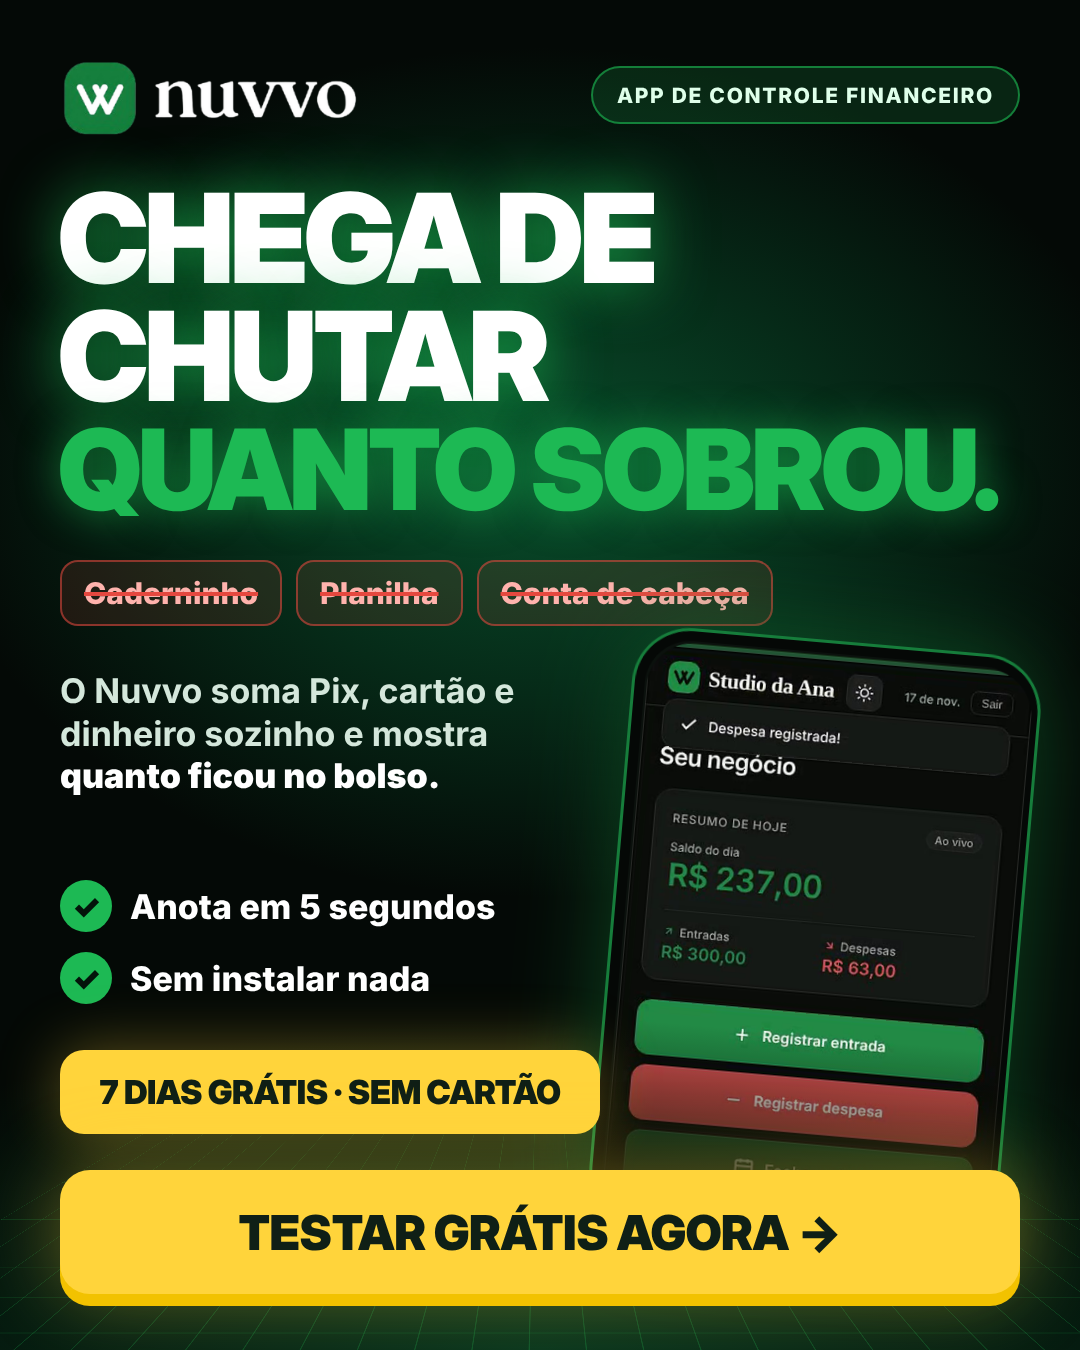 nuvvo
APP DE CONTROLE FINANCEIRO
CHEGA DE
CHUTAR
QUANTO SOBROU.
Caderninho
Planilha
Conta de cabeça
O Nuvvo soma Pix, cartão e
dinheiro sozinho e mostra
quanto ficou no bolso.
Anota em 5 segundos
Sem instalar nada
7 DIAS GRÁTIS · SEM CARTÃO
Studio da Ana
17 de nov.
Sair
Despesa registrada!
Seu negócio
RESUMO DE HOJE
Ao vivo
Saldo do dia
R$ 237,00
Entradas
Despesas
R$ 300,00
R$ 63,00
+ Registrar entrada
− Registrar despesa
TESTAR GRÁTIS AGORA →